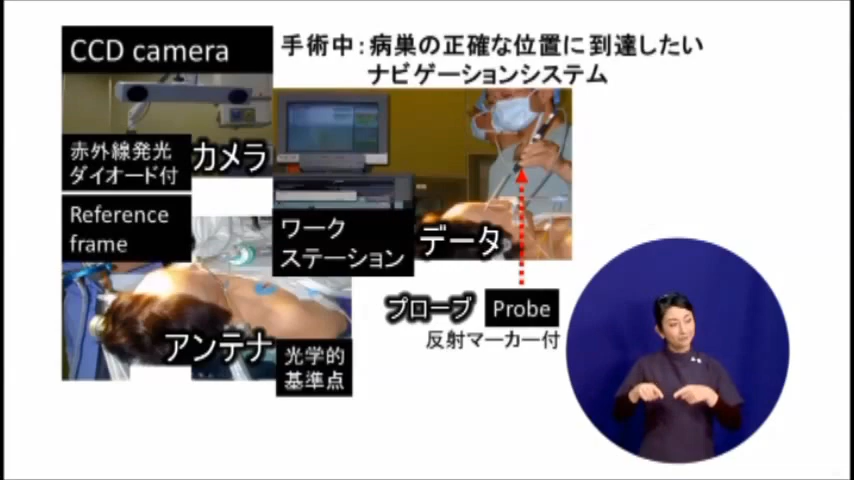 CCD camera
手術中：病巣の正確な位置に到達したい
ナビゲーションシステム
赤外線発光
ダイオード付
カメラ
Reference
frame
ワーク
ステーション
データ
プローブ
Probe
反射マーカー付
アンテナ
光学的
基準点